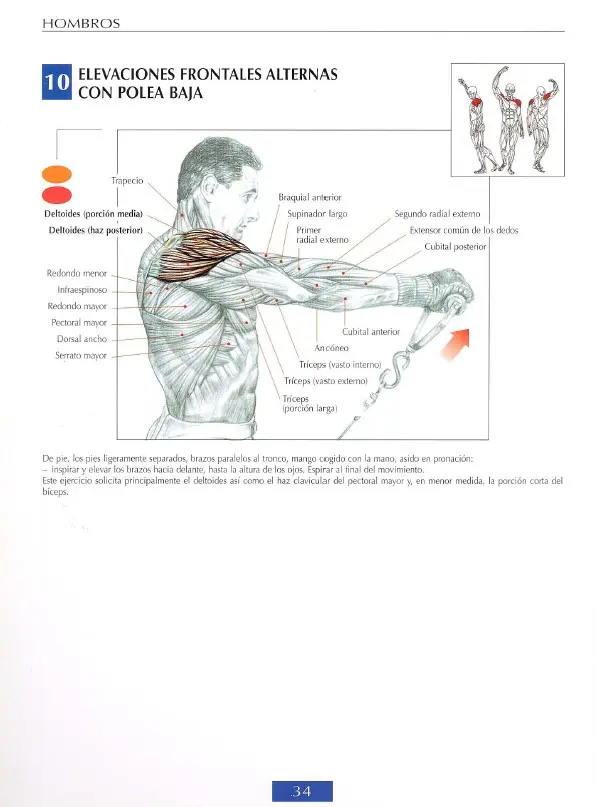 HOMBROS
10
ELEVACIONES FRONTALES ALTERNAS
CON POLEA BAJA
Trapecio
Deltoides (porción media)
Deltoides (haz posterior)
Redondo menor
Infraespinoso
Redondo mayor
Pectoral mayor
Dorsal ancho
Serrato mayor
Braquial anterior
Supinador largo
Primer
radial externo
Segundo radial externo
Extensor común de los dedos
Cubital posterior
Cubital anterior
Ancóneo
Tríceps (vasto interno)
Tríceps (vasto externo)
Tríceps
(porción larga)
De pie, los pies ligeramente separados, brazos paralelos al tronco, mango cogido con la mano, asido en pronación:
– inspirar y elevar los brazos hacia delante, hasta la altura de los ojos. Espirar al final del movimiento.
Este ejercicio solicita principalmente el deltoides así como el haz clavicular del pectoral mayor y, en menor medida, la porción corta del
bíceps.
34